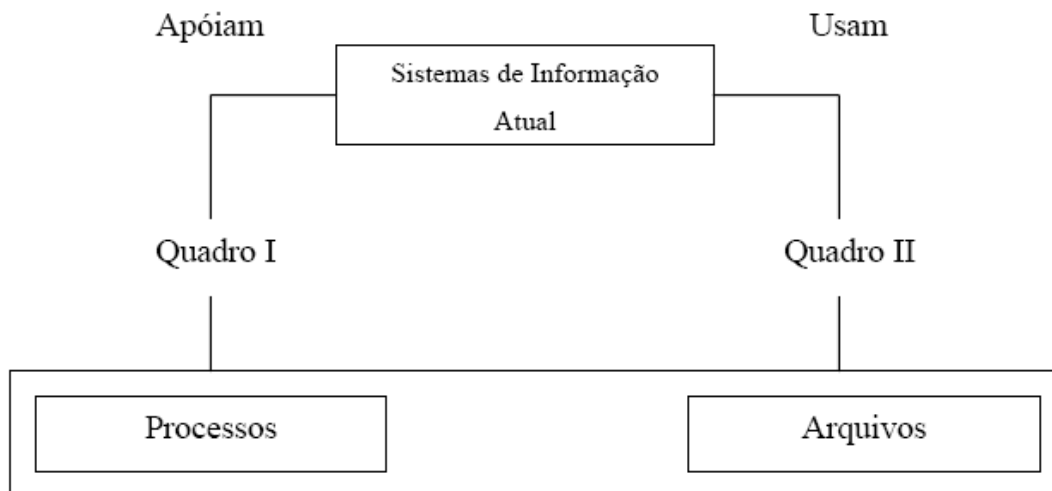 Apóiam
Usam
Sistemas de Informação
Atual
Quadro I
Quadro II
Processos
Arquivos